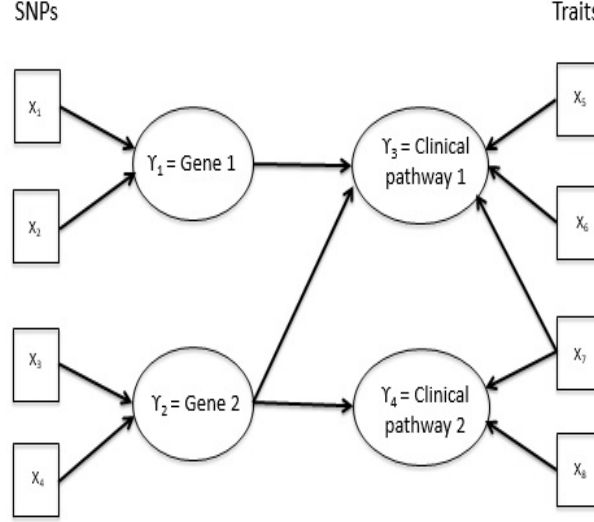 SNPs
Traits
X₁
X₂
X₃
X₄
ϒ₁ = Gene 1
ϒ₂ = Gene 2
ϒ₃ = Clinical
pathway 1
ϒ₄ = Clinical
pathway 2
X₅
X₆
X₇
X₈